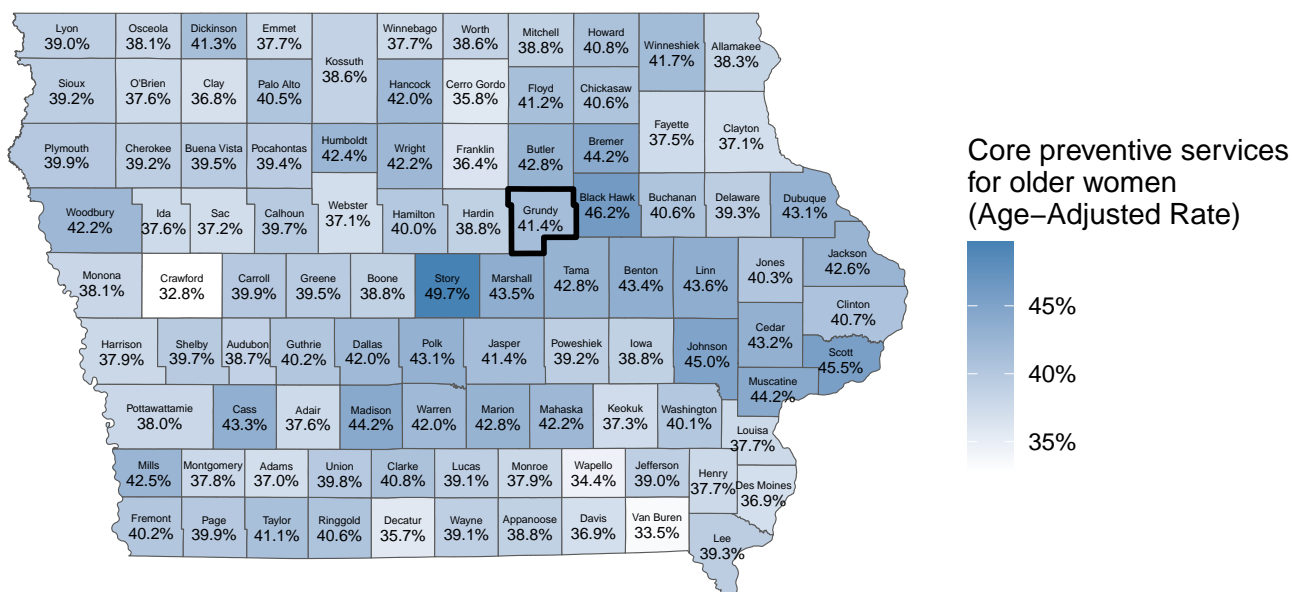 Lyon
39.0%
Osceola
38.1%
Dickinson
41.3%
Emmet
37.7%
Kossuth
38.6%
Winnebago
37.7%
Worth
38.6%
Mitchell
38.8%
Howard
40.8%
Winneshiek
41.7%
Allamakee
38.3%
Sioux
39.2%
O'Brien
37.6%
Clay
36.8%
Palo Alto
40.5%
Hancock
42.0%
Cerro Gordo
35.8%
Floyd
41.2%
Chickasaw
40.6%
Fayette
37.5%
Clayton
37.1%
Plymouth
39.9%
Cherokee
39.2%
Buena Vista
39.5%
Pocahontas
39.4%
Humboldt
42.4%
Wright
42.2%
Franklin
36.4%
Butler
42.8%
Bremer
44.2%
Woodbury
42.2%
Ida
37.6%
Sac
37.2%
Calhoun
39.7%
Webster
37.1%
Hamilton
40.0%
Hardin
38.8%
Grundy
41.4%
Black Hawk
46.2%
Buchanan
40.6%
Delaware
39.3%
Dubuque
43.1%
Monona
38.1%
Crawford
32.8%
Carroll
39.9%
Greene
39.5%
Boone
38.8%
Story
49.7%
Marshall
43.5%
Tama
42.8%
Benton
43.4%
Linn
43.6%
Jones
40.3%
Jackson
42.6%
Clinton
40.7%
Harrison
37.9%
Shelby
39.7%
Audubon
38.7%
Guthrie
40.2%
Dallas
42.0%
Polk
43.1%
Jasper
41.4%
Poweshiek
39.2%
Iowa
38.8%
Johnson
45.0%
Cedar
43.2%
Scott
45.5%
Muscatine
44.2%
Pottawattamie
38.0%
Cass
43.3%
Adair
37.6%
Madison
44.2%
Warren
42.0%
Marion
42.8%
Mahaska
42.2%
Keokuk
37.3%
Washington
40.1%
Louisa
37.7%
Mills
42.5%
Montgomery
37.8%
Adams
37.0%
Union
39.8%
Clarke
40.8%
Lucas
39.1%
Monroe
37.9%
Wapello
34.4%
Jefferson
39.0%
Henry
37.7%
Des Moines
36.9%
Fremont
40.2%
Page
39.9%
Taylor
41.1%
Ringgold
40.6%
Decatur
35.7%
Wayne
39.1%
Appanoose
38.8%
Davis
36.9%
Van Buren
33.5%
Lee
39.3%
Core preventive services
for older women
(Age−Adjusted Rate)
45%
40%
35%